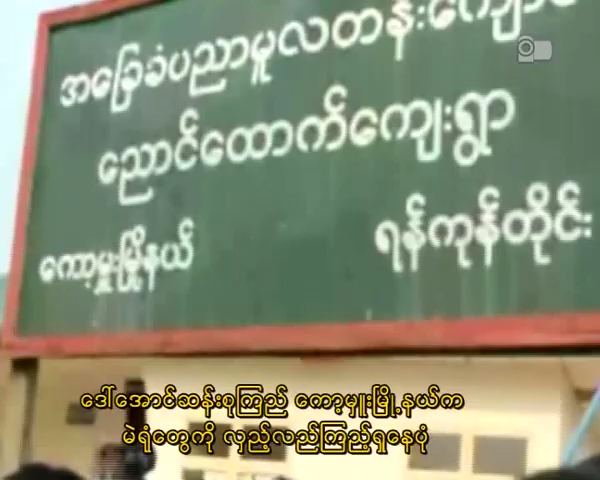 အခြေခံပညာမူလတန်းကျောင်း
ညောင်ထောက်ကျေးရွာ
ကော့မှူးမြို့နယ် ရန်ကုန်တိုင်း
ဒေါ်အောင်ဆန်းစုကြည် ကော့မှူးမြို့နယ်က
မဲရုံတွေကို လှည့်လည်ကြည့်ရှုနေပုံ